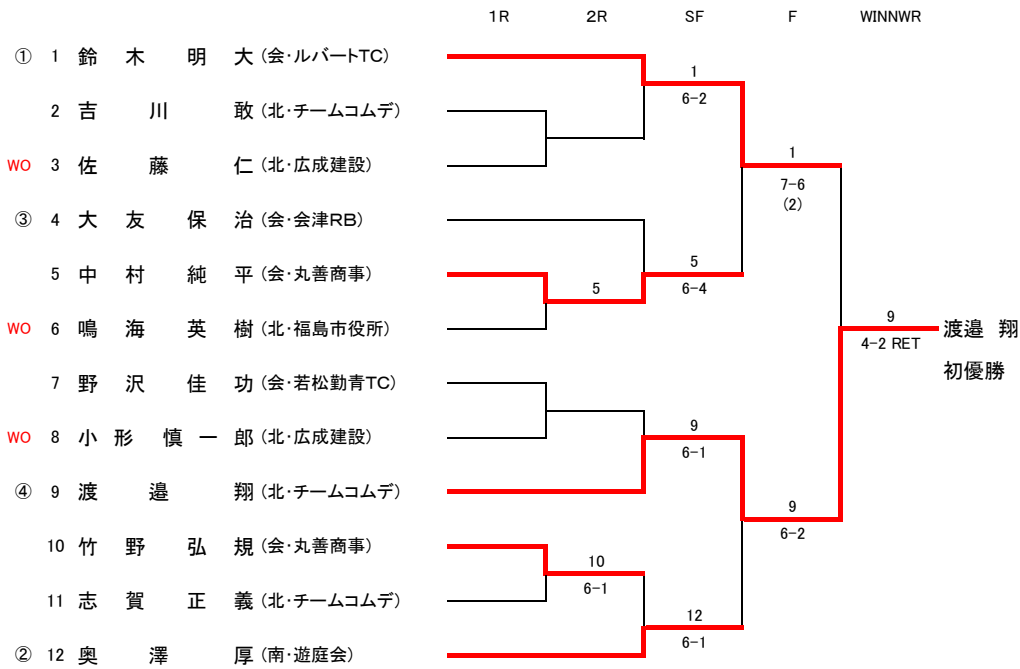 1R 2R SF F WINNWR
① 1 鈴木明大 (会・ルパートTC)
1
6-2
2 吉川敢 (北・チームコムデ)
WO 3 佐藤仁 (北・広成建設)
1
7-6
(2)
③ 4 大友保治 (会・会津RB)
5 中村純平 (会・丸善商事)
5
5
6-4
WO 6 鳴海英樹 (北・福島市役所)
9
4-2 RET
渡邉 翔
初優勝
7 野沢佳功 (会・若松勤青TC)
WO 8 小形慎一郎 (北・広成建設)
9
6-1
④ 9 渡邉翔 (北・チームコムデ)
9
6-2
10 竹野弘規 (会・丸善商事)
10
6-1
11 志賀正義 (北・チームコムデ)
12
6-1
② 12 奥澤厚 (南・遊庭会)